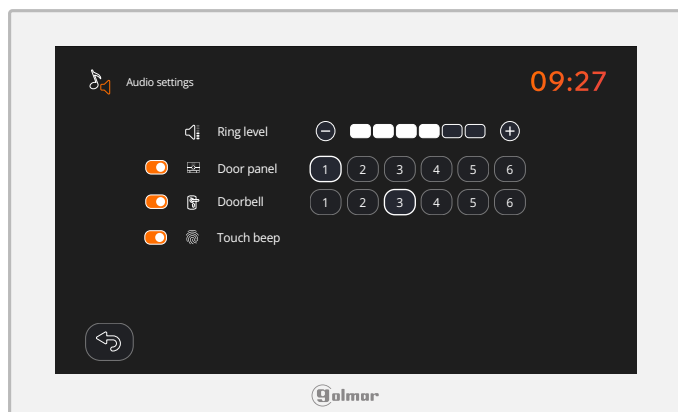 Audio settings
09:27
Ring level
Door panel 1 2 3 4 5 6
Doorbell 1 2 3 4 5 6
Touch beep
golmar